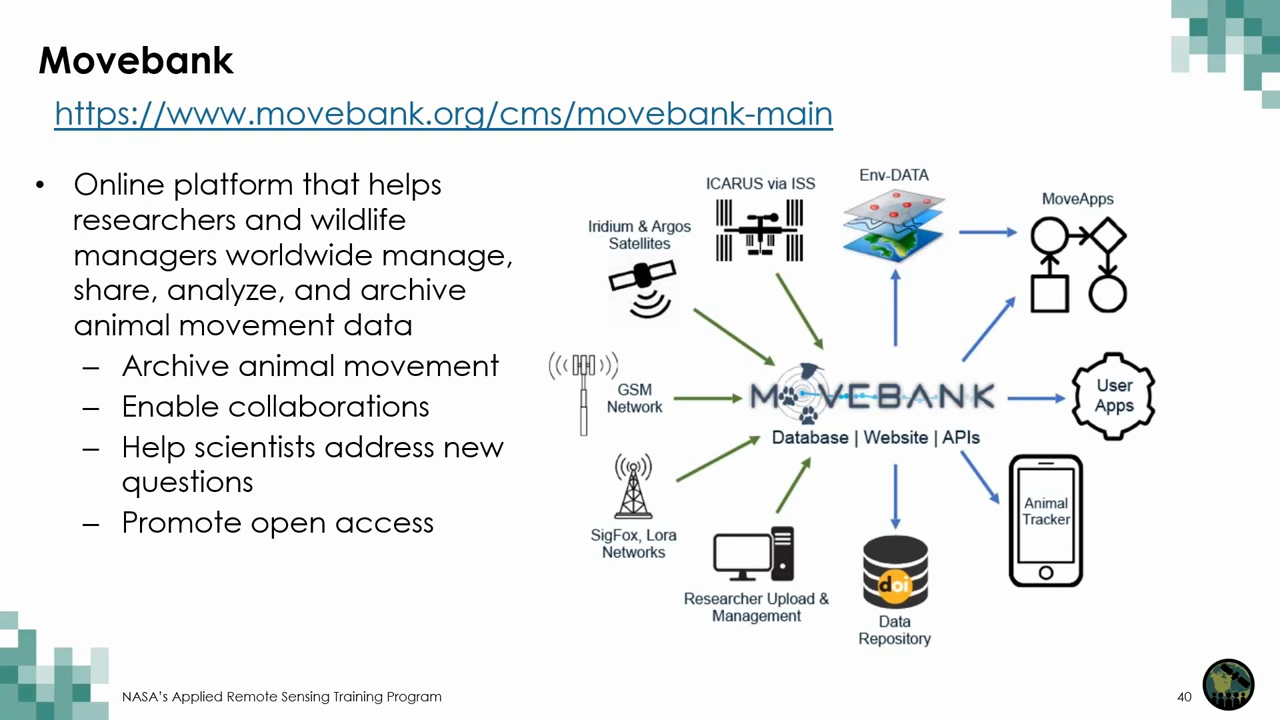 Movebank
https://www.movebank.org/cms/movebank-main
• Online platform that helps
researchers and wildlife
managers worldwide manage,
share, analyze, and archive
animal movement data
– Archive animal movement
– Enable collaborations
– Help scientists address new
questions
– Promote open access
ICARUS via ISS
Env-DATA
MoveApps
Iridium & Argos
Satellites
GSM
Network
MOVEBANK
Database | Website | APIs
User
Apps
SigFox, Lora
Networks
Animal
Tracker
Researcher Upload &
Management
doi
Data
Repository
NASA's Applied Remote Sensing Training Program
40